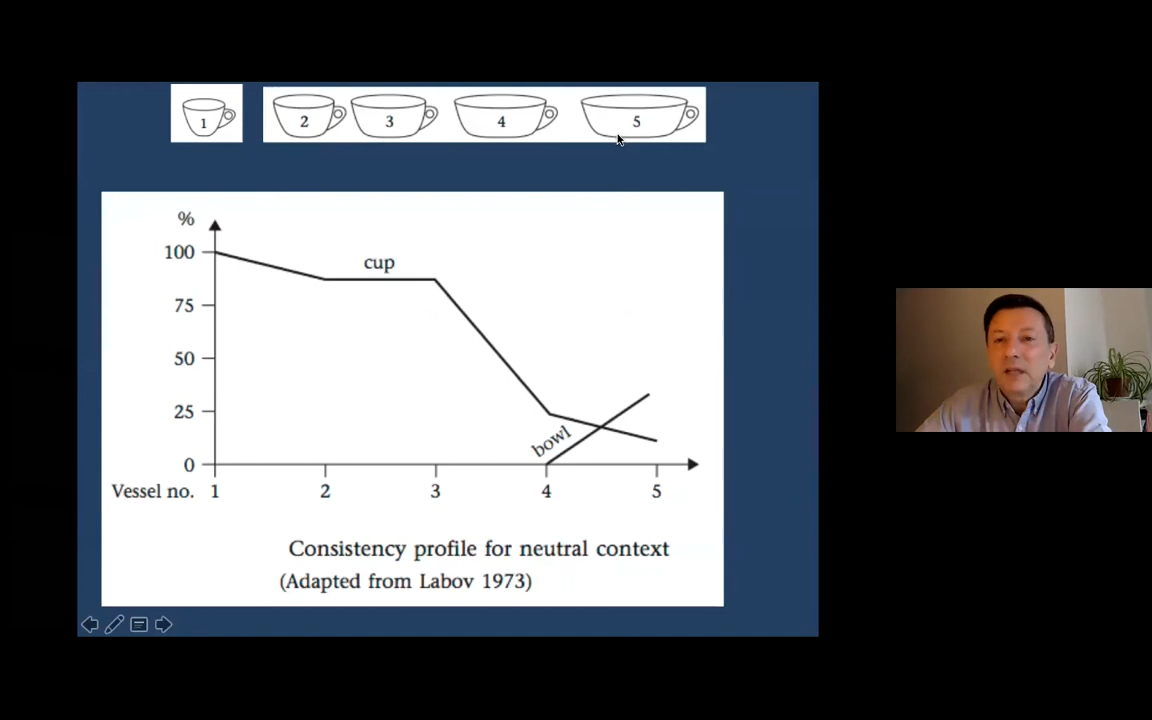 1 2 3 4 5
%
100
cup
75
50
25
bowl
0
Vessel no. 1 2 3 4 5
Consistency profile for neutral context
(Adapted from Labov 1973)